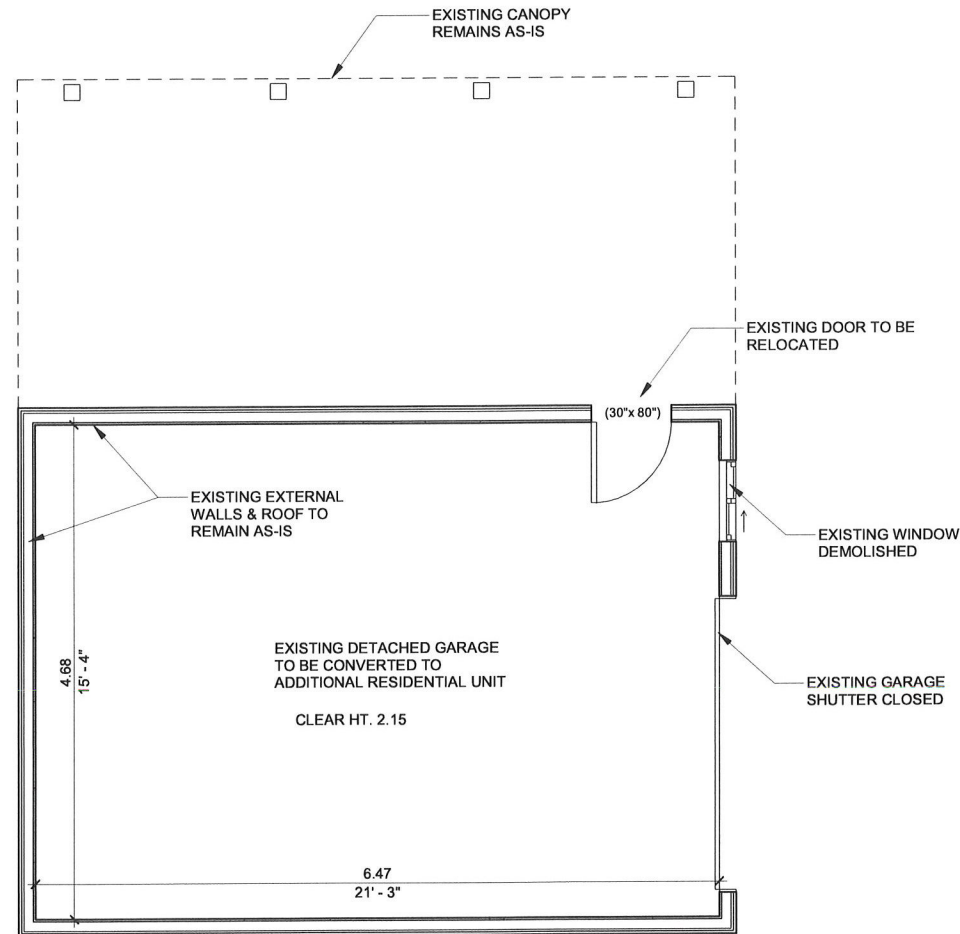 EXISTING CANOPY
REMAINS AS-IS
EXISTING DOOR TO BE
RELOCATED
(30"x 80")
EXISTING EXTERNAL
WALLS & ROOF TO
REMAIN AS-IS
EXISTING WINDOW
DEMOLISHED
4.68
15' - 4"
EXISTING DETACHED GARAGE
TO BE CONVERTED TO
ADDITIONAL RESIDENTIAL UNIT
CLEAR HT. 2.15
EXISTING GARAGE
SHUTTER CLOSED
6.47
21' - 3"